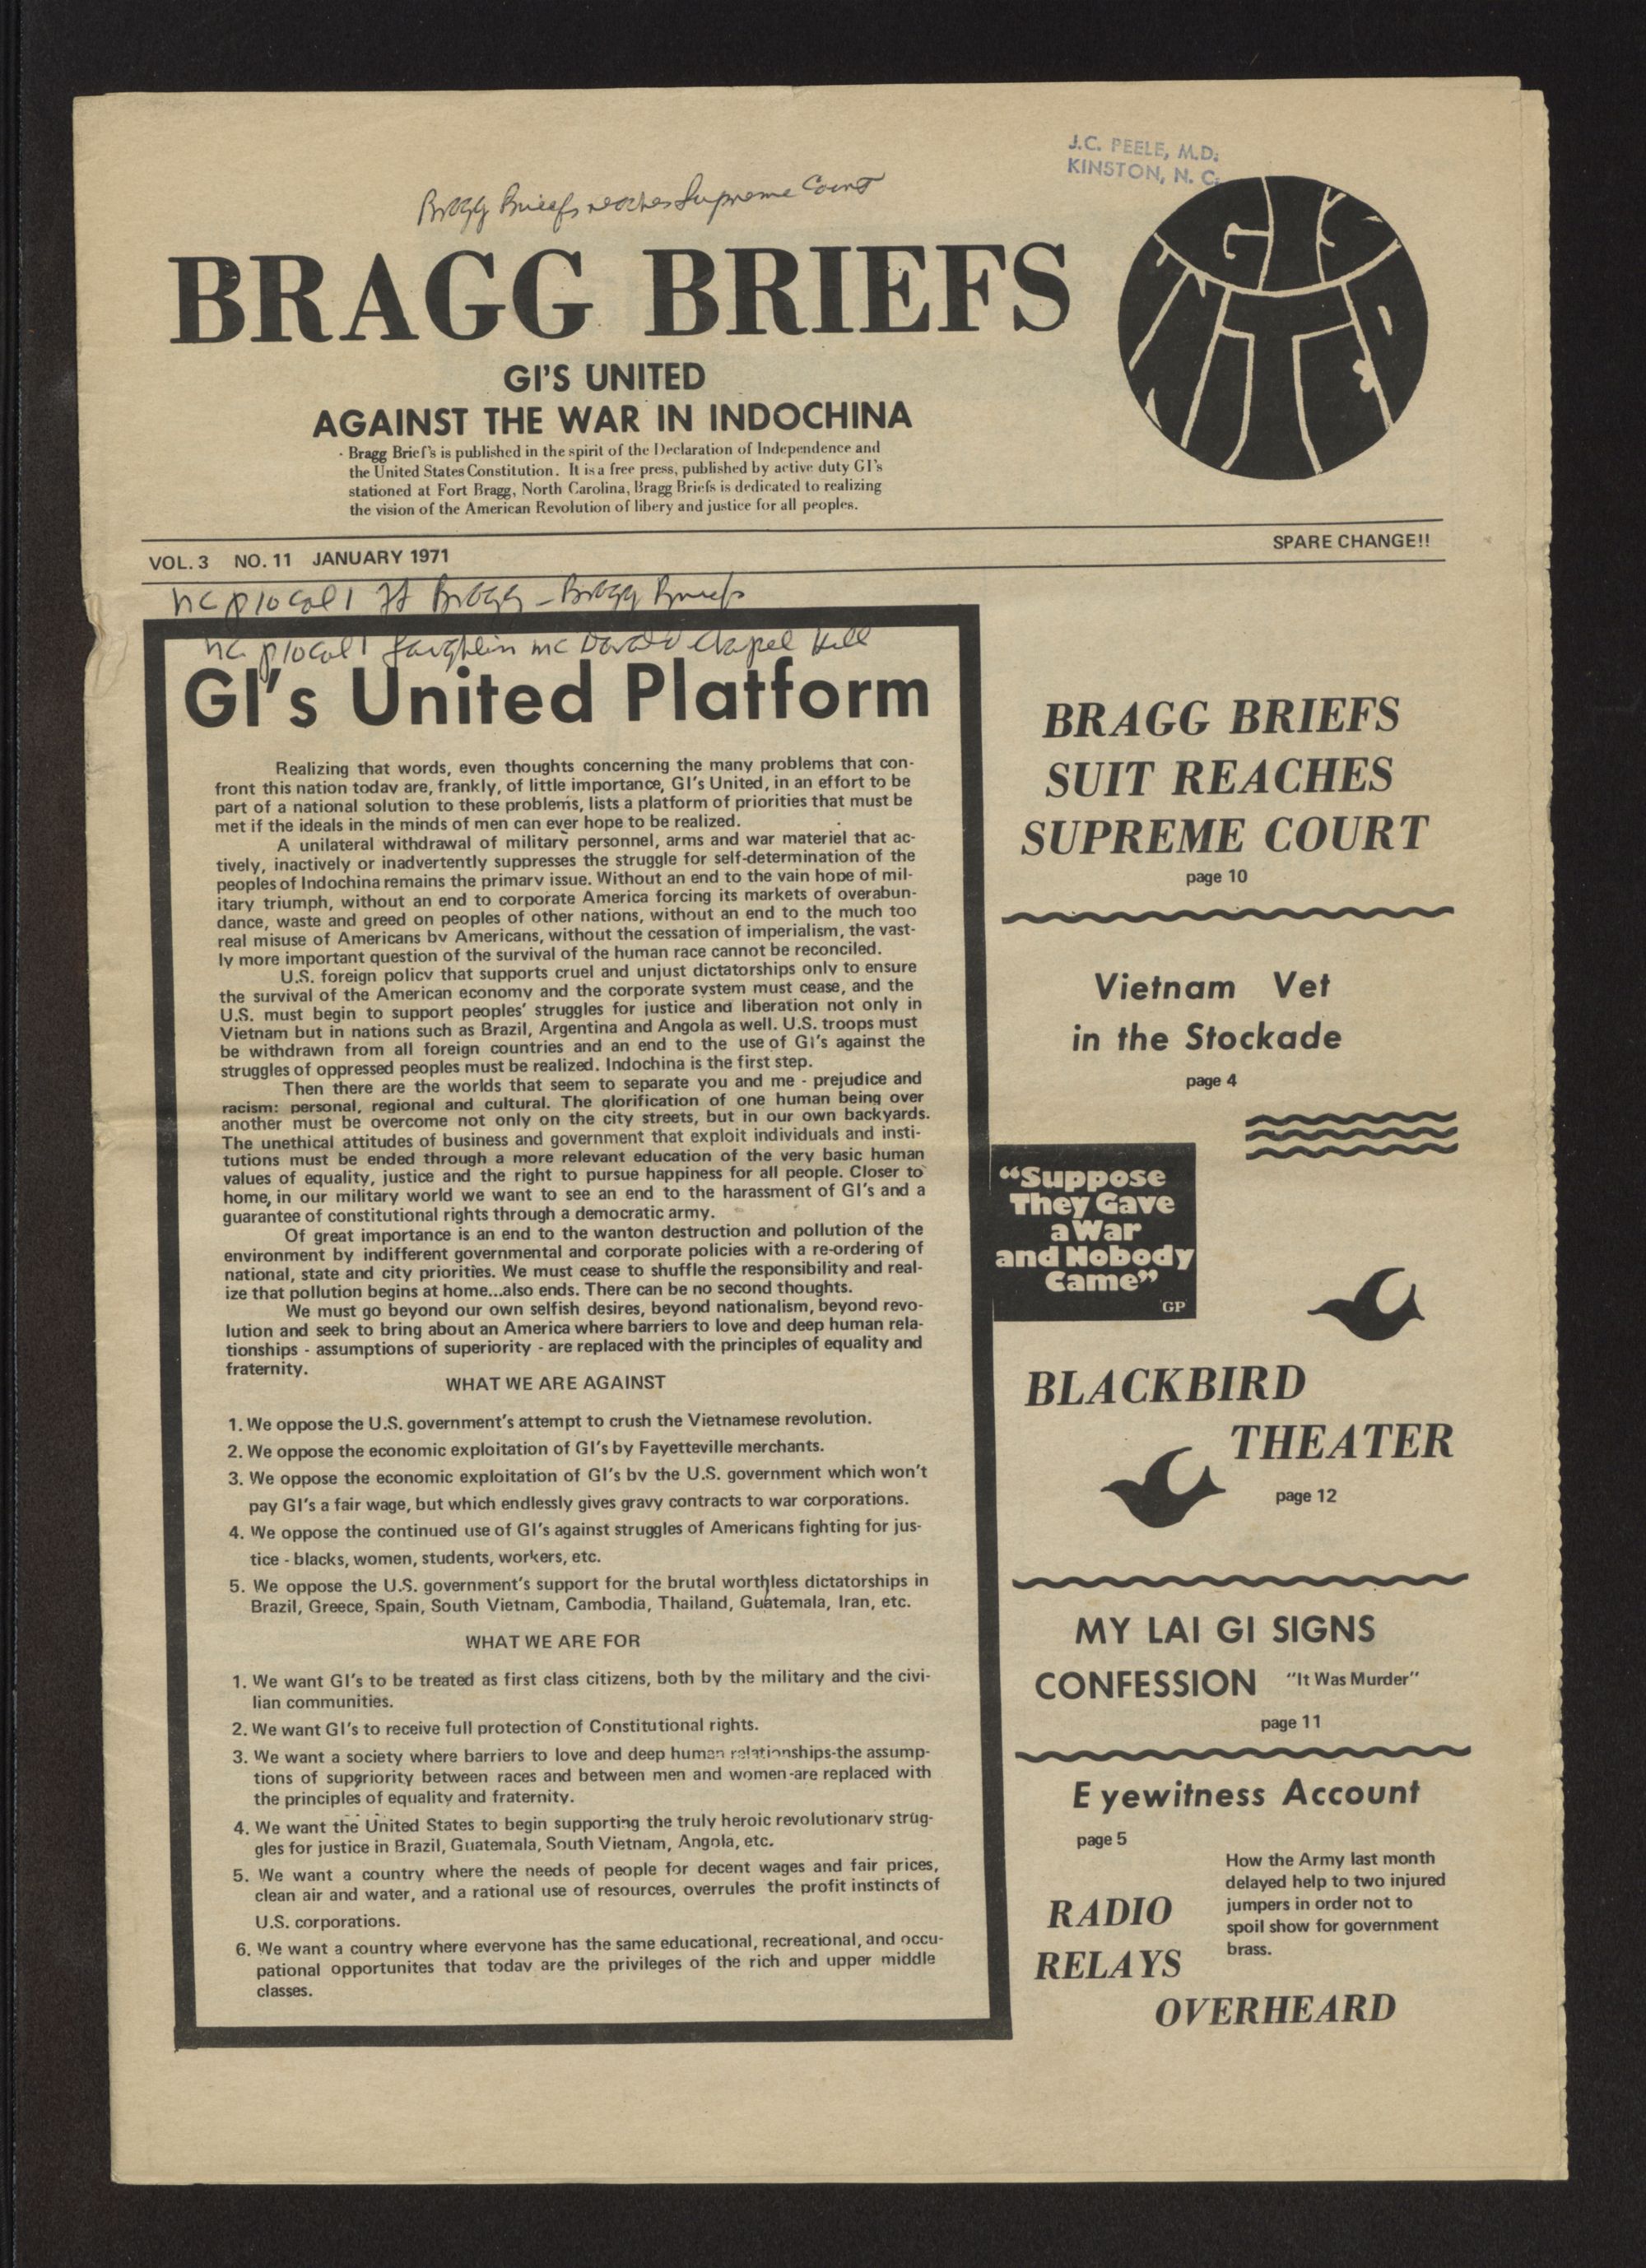 J.C. PEELE, M.D.
KINSTON, N. C.
Bragg Briefs reaches Supreme Court
BRAGG BRIEFS
GI'S
UNITED
GI'S UNITED
AGAINST THE WAR IN INDOCHINA
Bragg Brief's is published in the spirit of the Declaration of Independence and
the United States Constitution. It is a free press, published by active duty GI's
stationed at Fort Bragg, North Carolina, Bragg Briefs is dedicated to realizing
the vision of the American Revolution of libery and justice for all peoples.
VOL. 3 NO. 11 JANUARY 1971
SPARE CHANGE!!
Ft Bragg - Bragg Briefs
McDonald Chapel Hill
GI's United Platform
Realizing that words, even thoughts concerning the many problems that con-
front this nation today are, frankly, of little importance, GI's United, in an effort to be
part of a national solution to these problems, lists a platform of priorities that must be
met if the ideals in the minds of men can ever hope to be realized.
A unilateral withdrawal of military personnel, arms and war materiel that ac-
tively, inactively or inadvertently suppresses the struggle for self-determination of the
peoples of Indochina remains the primary issue. Without an end to the vain hope of mil-
itary triumph, without an end to corporate America forcing its markets of overabun-
dance, waste and greed on peoples of other nations, without an end to the much too
real misuse of Americans by Americans, without the cessation of imperialism, the vast-
ly more important question of the survival of the human race cannot be reconciled.
U.S. foreign policy that supports cruel and unjust dictatorships only to ensure
the survival of the American economy and the corporate system must cease, and the
U.S. must begin to support peoples' struggles for justice and liberation not only in
Vietnam but in nations such as Brazil, Argentina and Angola as well. U.S. troops must
be withdrawn from all foreign countries and an end to the use of GI's against the
struggles of oppressed peoples must be realized. Indochina is the first step.
Then there are the worlds that seem to separate you and me - prejudice and
racism: personal, regional and cultural. The glorification of one human being over
another must be overcome not only on the city streets, but in our own backyards.
The unethical attitudes of business and government that exploit individuals and insti-
tutions must be ended through a more relevant education of the very basic human
values of equality, justice and the right to pursue happiness for all people. Closer to
home, in our military world we want to see an end to the harassment of GI's and a
guarantee of constitutional rights through a democratic army.
Of great importance is an end to the wanton destruction and pollution of the
environment by indifferent governmental and corporate policies with a re-ordering of
national, state and city priorities. We must cease to shuffle the responsibility and real-
ize that pollution begins at home...also ends. There can be no second thoughts.
We must go beyond our own selfish desires, beyond nationalism, beyond revo-
lution and seek to bring about an America where barriers to love and deep human rela-
tionships - assumptions of superiority - are replaced with the principles of equality and
fraternity.
WHAT WE ARE AGAINST
1. We oppose the U.S. government's attempt to crush the Vietnamese revolution.
2. We oppose the economic exploitation of GI's by Fayetteville merchants.
3. We oppose the economic exploitation of GI's by the U.S. government which won't
pay GI's a fair wage, but which endlessly gives gravy contracts to war corporations.
4. We oppose the continued use of GI's against struggles of Americans fighting for jus-
tice - blacks, women, students, workers, etc.
5. We oppose the U.S. government's support for the brutal worthless dictatorships in
Brazil, Greece, Spain, South Vietnam, Cambodia, Thailand, Guatemala, Iran, etc.
WHAT WE ARE FOR
1. We want GI's to be treated as first class citizens, both by the military and the civi-
lian communities.
2. We want GI's to receive full protection of Constitutional rights.
3. We want a society where barriers to love and deep human relationships-the assump-
tions of superiority between races and between men and women-are replaced with
the principles of equality and fraternity.
4. We want the United States to begin supporting the truly heroic revolutionary strug-
gles for justice in Brazil, Guatemala, South Vietnam, Angola, etc.
5. We want a country where the needs of people for decent wages and fair prices,
clean air and water, and a rational use of resources, overrules the profit instincts of
U.S. corporations.
6. We want a country where everyone has the same educational, recreational, and occu-
pational opportunites that today are the privileges of the rich and upper middle
classes.
BRAGG BRIEFS
SUIT REACHES
SUPREME COURT
page 10
Vietnam Vet
in the Stockade
page 4
"Suppose
They Gave
a War
and Nobody
Came"
GP
BLACKBIRD
THEATER
page 12
MY LAI GI SIGNS
CONFESSION "It Was Murder"
page 11
Eyewitness Account
page 5
How the Army last month
delayed help to two injured
jumpers in order not to
spoil show for government
brass.
RADIO
RELAYS
OVERHEARD